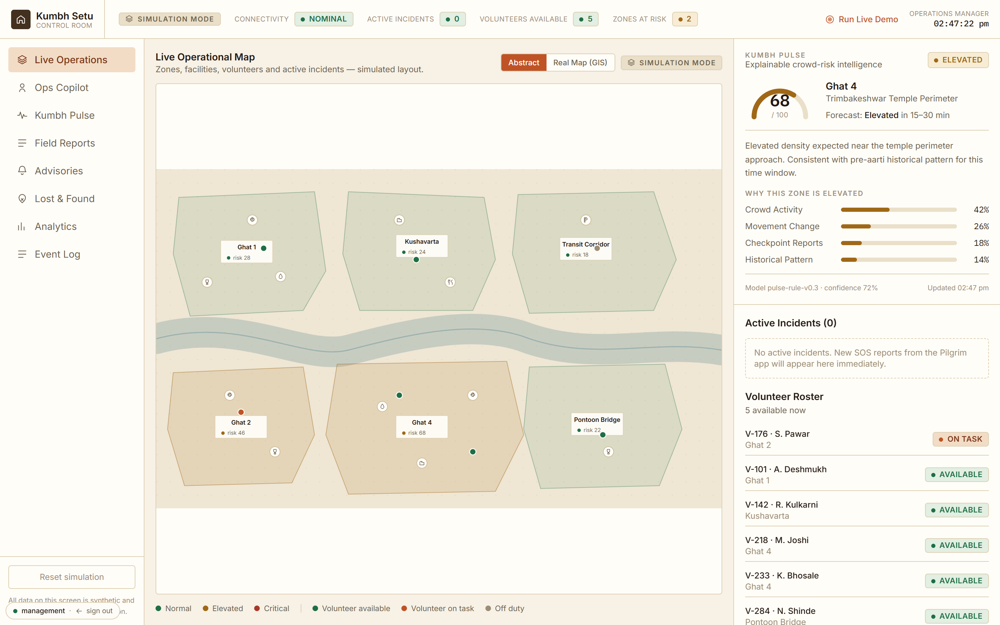 Kumbh Setu
CONTROL ROOM
SIMULATION MODE
CONNECTIVITY
NOMINAL
ACTIVE INCIDENTS
0
VOLUNTEERS AVAILABLE
5
ZONES AT RISK
2
Run Live Demo
OPERATIONS MANAGER
02:47:22 pm
Live Operations
Ops Copilot
Kumbh Pulse
Field Reports
Advisories
Lost & Found
Analytics
Event Log
Reset simulation
All data on this screen is synthetic and
on.
management · ← sign out
Live Operational Map
Zones, facilities, volunteers and active incidents — simulated layout.
Abstract
Real Map (GIS)
SIMULATION MODE
Ghat 1
risk 28
Kushavarta
risk 24
Transit Corridor
risk 18
Ghat 2
risk 46
Ghat 4
risk 68
Pontoon Bridge
risk 22
Normal
Elevated
Critical
Volunteer available
Volunteer on task
Off duty
KUMBH PULSE
Explainable crowd-risk intelligence
ELEVATED
68
/ 100
Ghat 4
Trimbakeshwar Temple Perimeter
Forecast: Elevated in 15–30 min
Elevated density expected near the temple perimeter
approach. Consistent with pre-aarti historical pattern for this
time window.
WHY THIS ZONE IS ELEVATED
Crowd Activity 42%
Movement Change 26%
Checkpoint Reports 18%
Historical Pattern 14%
Model pulse-rule-v0.3 · confidence 72%
Updated 02:47 pm
Active Incidents (0)
No active incidents. New SOS reports from the Pilgrim
app will appear here immediately.
Volunteer Roster
5 available now
V-176 · S. Pawar
Ghat 2
ON TASK
V-101 · A. Deshmukh
Ghat 1
AVAILABLE
V-142 · R. Kulkarni
Kushavarta
AVAILABLE
V-218 · M. Joshi
Ghat 4
AVAILABLE
V-233 · K. Bhosale
Ghat 4
AVAILABLE
V-284 · N. Shinde
Pontoon Bridge
AVAILABLE